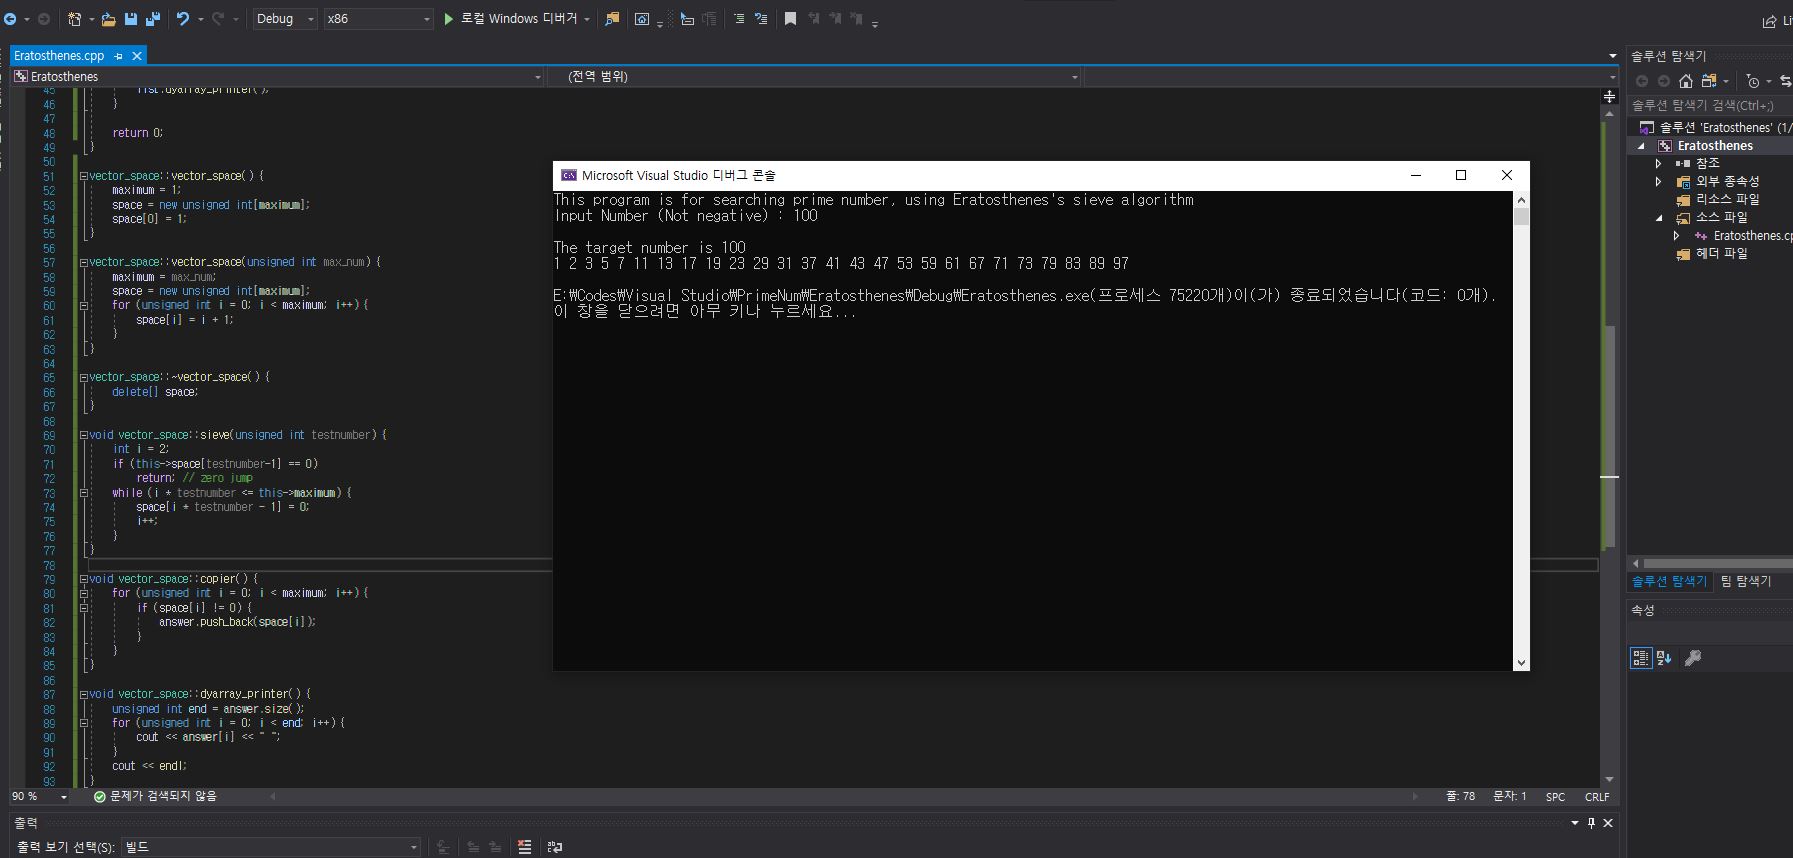 Debug
x86
로컬 Windows 디버거
Eratosthenes.cpp
Eratosthenes
(전역 범위)
45 list.dyarray_printer();
46 }
47
48 return 0;
49 }
50
51 vector_space::vector_space() {
52 maximum = 1;
53 space = new unsigned int[maximum];
54 space[0] = 1;
55 }
56
57 vector_space::vector_space(unsigned int max_num) {
58 maximum = max_num;
59 space = new unsigned int[maximum];
60 for (unsigned int i = 0; i < maximum; i++) {
61 space[i] = i + 1;
62 }
63 }
64
65 vector_space::~vector_space() {
66 delete[] space;
67 }
68
69 void vector_space::sieve(unsigned int testnumber) {
70 int i = 2;
71 if (this->space[testnumber-1] == 0)
72 return; // zero jump
73 while (i * testnumber <= this->maximum) {
74 space[i * testnumber - 1] = 0;
75 i++;
76 }
77 }
78
79 void vector_space::copier() {
80 for (unsigned int i = 0; i < maximum; i++) {
81 if (space[i] != 0) {
82 answer.push_back(space[i]);
83 }
84 }
85 }
86
87 void vector_space::dyarray_printer() {
88 unsigned int end = answer.size();
89 for (unsigned int i = 0; i < end; i++) {
90 cout << answer[i] << " ";
91 }
92 cout << endl;
93 }
90 %
문제가 검색되지 않음
줄: 78
문자: 1
SPC
CRLF
출력
출력 보기 선택(S):
빌드
Microsoft Visual Studio 디버그 콘솔
This program is for searching prime number, using Eratosthenes's sieve algorithm
Input Number (Not negative) : 100
The target number is 100
1 2 3 5 7 11 13 17 19 23 29 31 37 41 43 47 53 59 61 67 71 73 79 83 89 97
E:₩Codes₩Visual Studio₩PrimeNum₩Eratosthenes₩Debug₩Eratosthenes.exe(프로세스 75220개)이(가) 종료되었습니다(코드: 0개).
이 창을 닫으려면 아무 키나 누르세요...
솔루션 탐색기
솔루션 탐색기 검색(Ctrl+;)
솔루션 'Eratosthenes' (1/
Eratosthenes
참조
외부 종속성
리소스 파일
소스 파일
Eratosthenes.cp
헤더 파일
솔루션 탐색기
팀 탐색기
속성